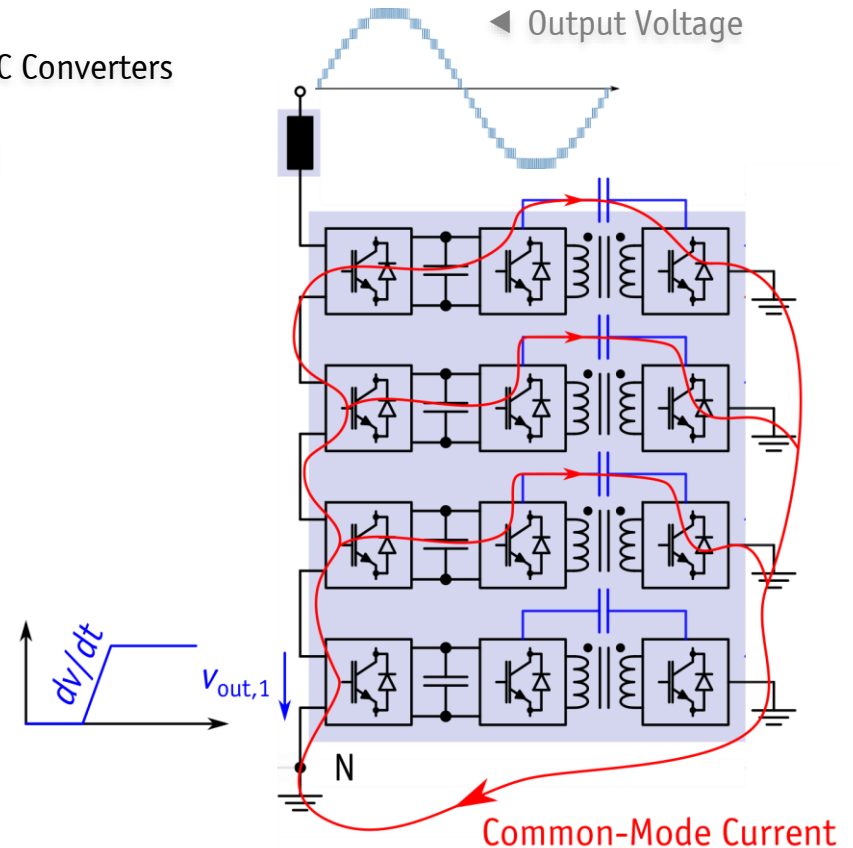 ◄ Output Voltage
C Converters
dv/dt
vout,1
N
Common-Mode Current